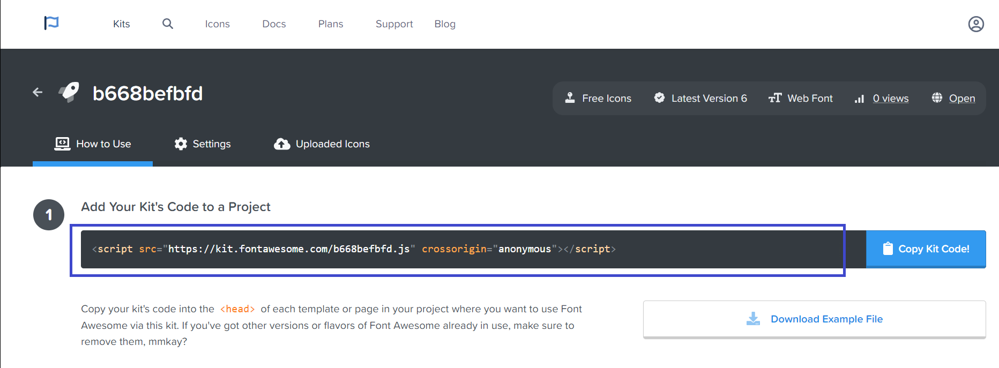 Kits Icons Docs Plans Support Blog
b668befbfd
Free Icons Latest Version 6 Web Font 0 views Open
How to Use Settings Uploaded Icons
1 Add Your Kit's Code to a Project
<script src="https://kit.fontawesome.com/b668befbfd.js" crossorigin="anonymous"></script>
Copy Kit Code!
Copy your kit's code into the <head> of each template or page in your project where you want to use Font
Awesome via this kit. If you've got other versions or flavors of Font Awesome already in use, make sure to
remove them, mmkay?
Download Example File